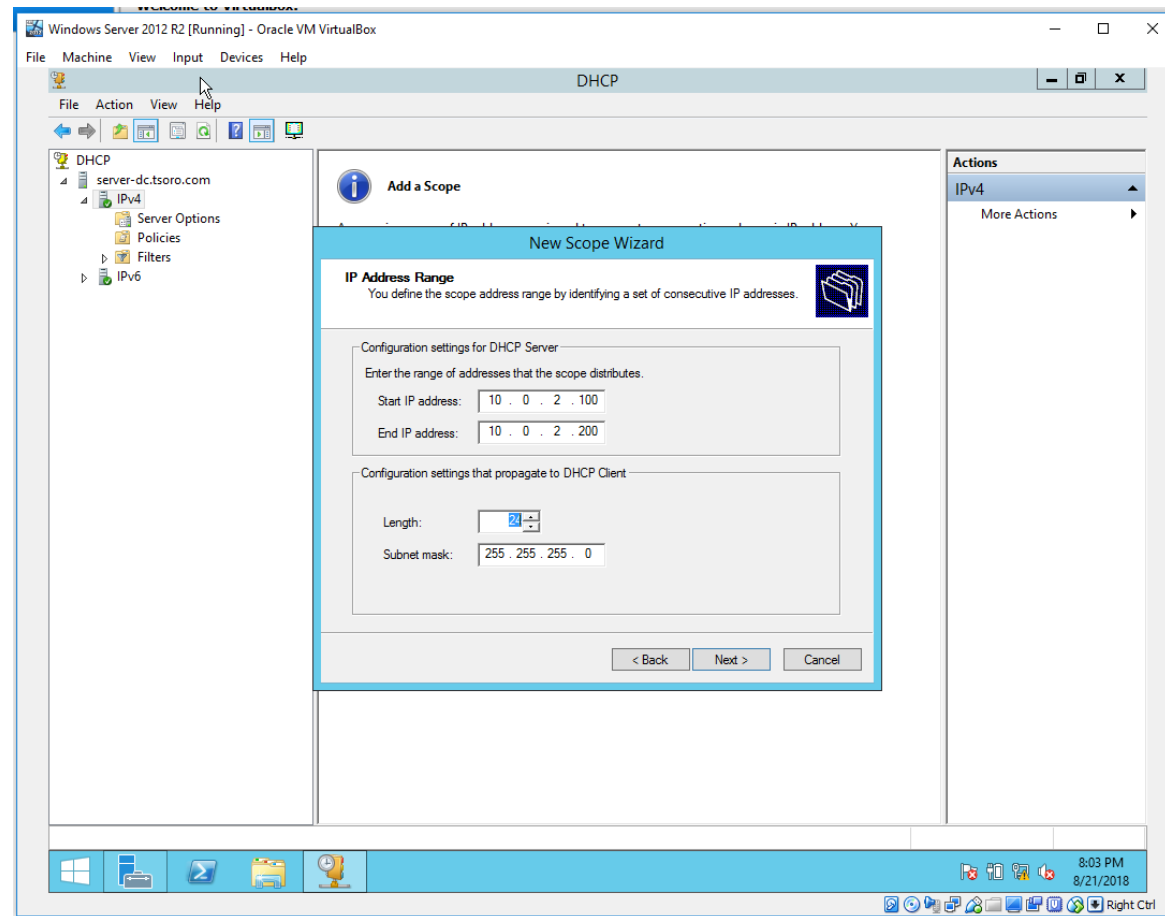 Welcome to VirtualBox!
Windows Server 2012 R2 [Running] - Oracle VM VirtualBox
File Machine View Input Devices Help
DHCP
File Action View Help
DHCP
server-dc.tsoro.com
IPv4
Server Options
Policies
Filters
IPv6
Add a Scope
New Scope Wizard
IP Address Range
You define the scope address range by identifying a set of consecutive IP addresses.
Configuration settings for DHCP Server
Enter the range of addresses that the scope distributes.
Start IP address: 10 . 0 . 2 . 100
End IP address: 10 . 0 . 2 . 200
Configuration settings that propagate to DHCP Client
Length: 24
Subnet mask: 255 . 255 . 255 . 0
< Back Next > Cancel
Actions
IPv4
More Actions
8:03 PM
8/21/2018
Right Ctrl